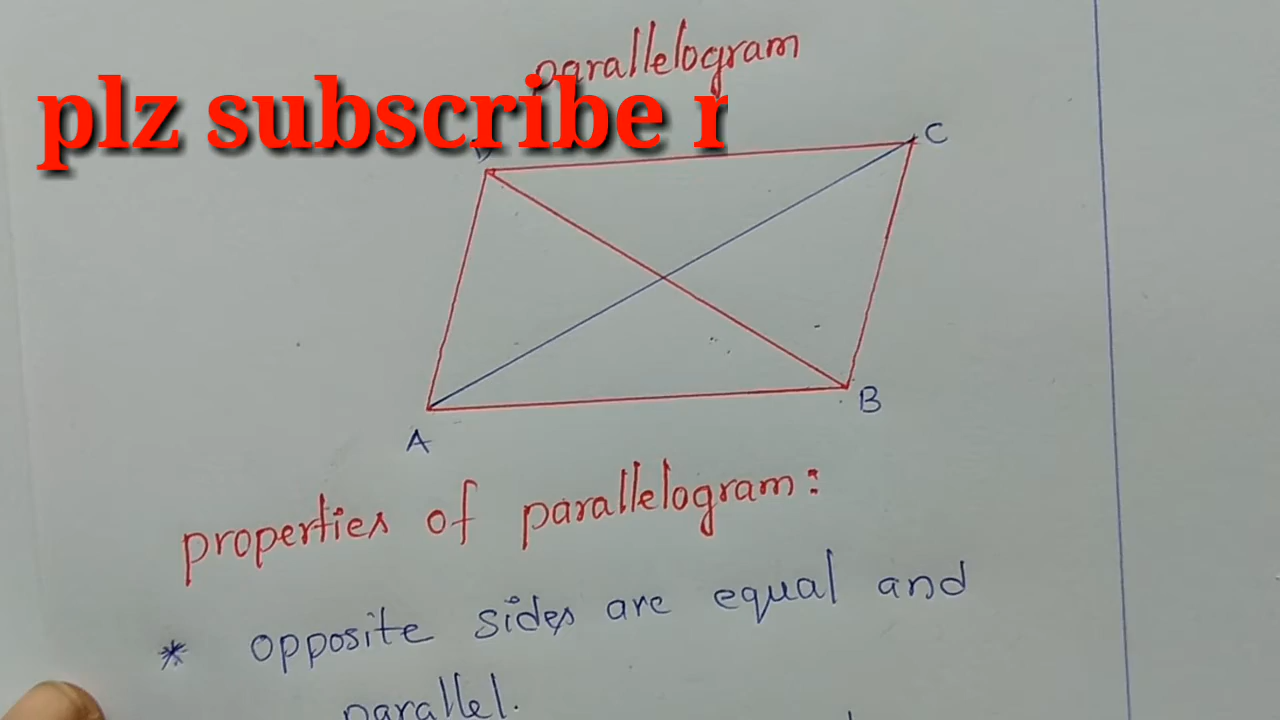 parallelogram
plz subscribe
C
A
B
properties of parallelogram:
* opposite sides are equal and
parallel.